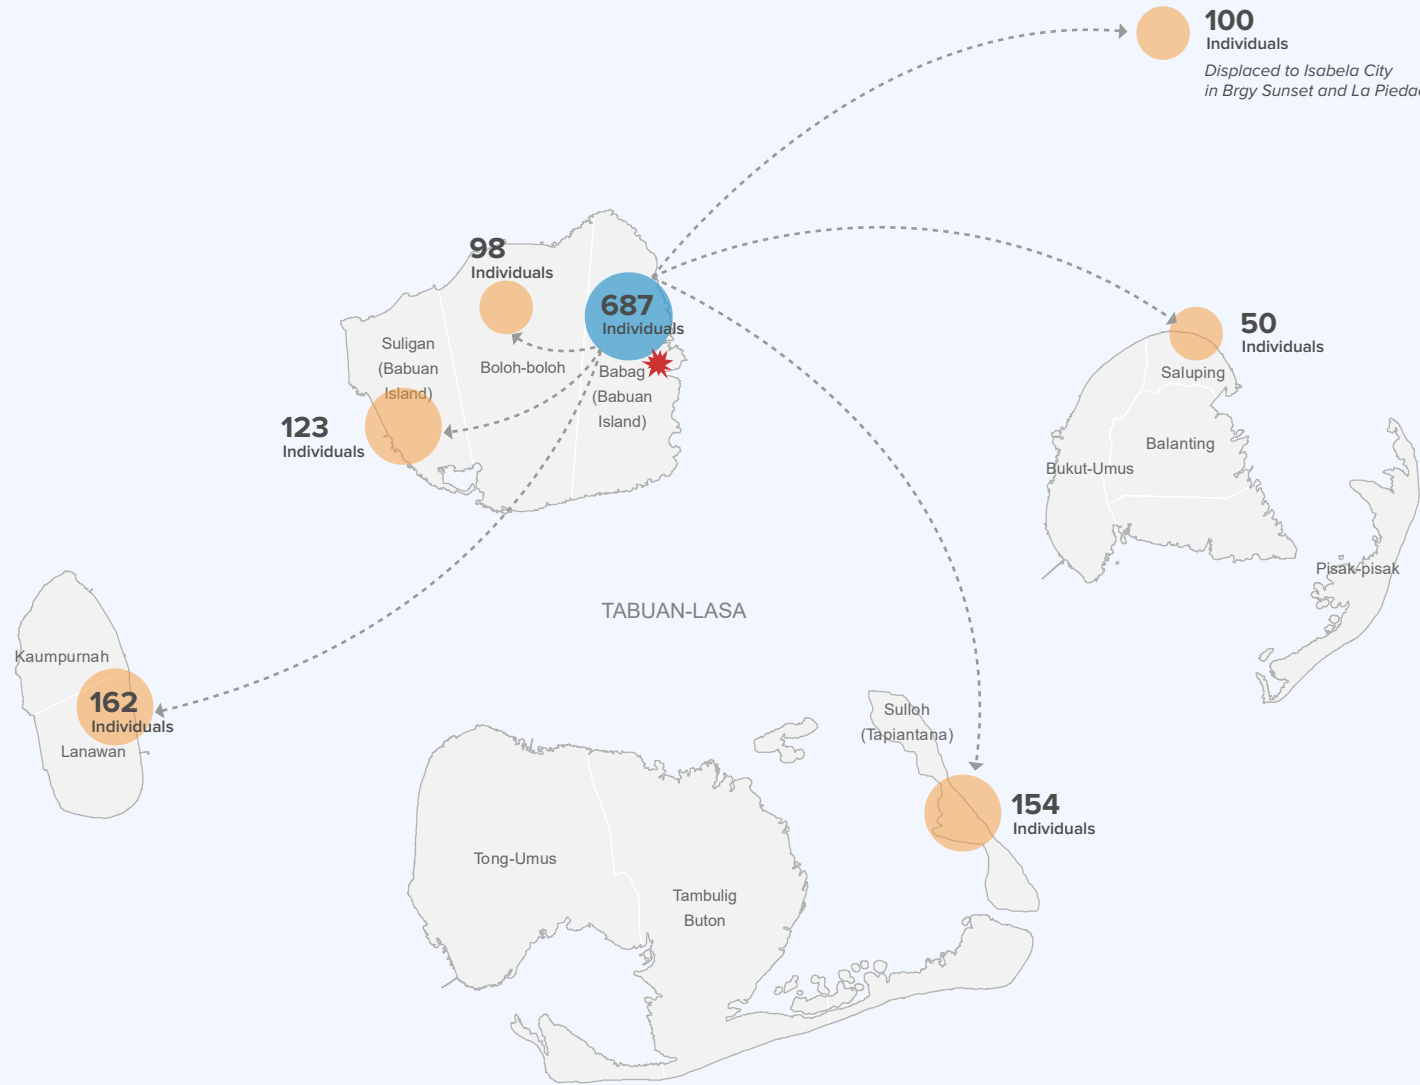 100
Individuals
Displaced to Isabela City
in Brgy Sunset and La
98
Individuals
687
Individuals
50
Individuals
Suligan
(Babuan
Island)
Boloh-boloh
Babag
(Babuan
Island)
Saluping
123
Individuals
Balanting
Bukut-Umus
Pisak-pisak
TABUAN-LASA
Kaumpurnah
162
Individuals
Lanawan
Sulloh
(Tapiantana)
154
Individuals
Tong-Umus
Tambulig
Buton